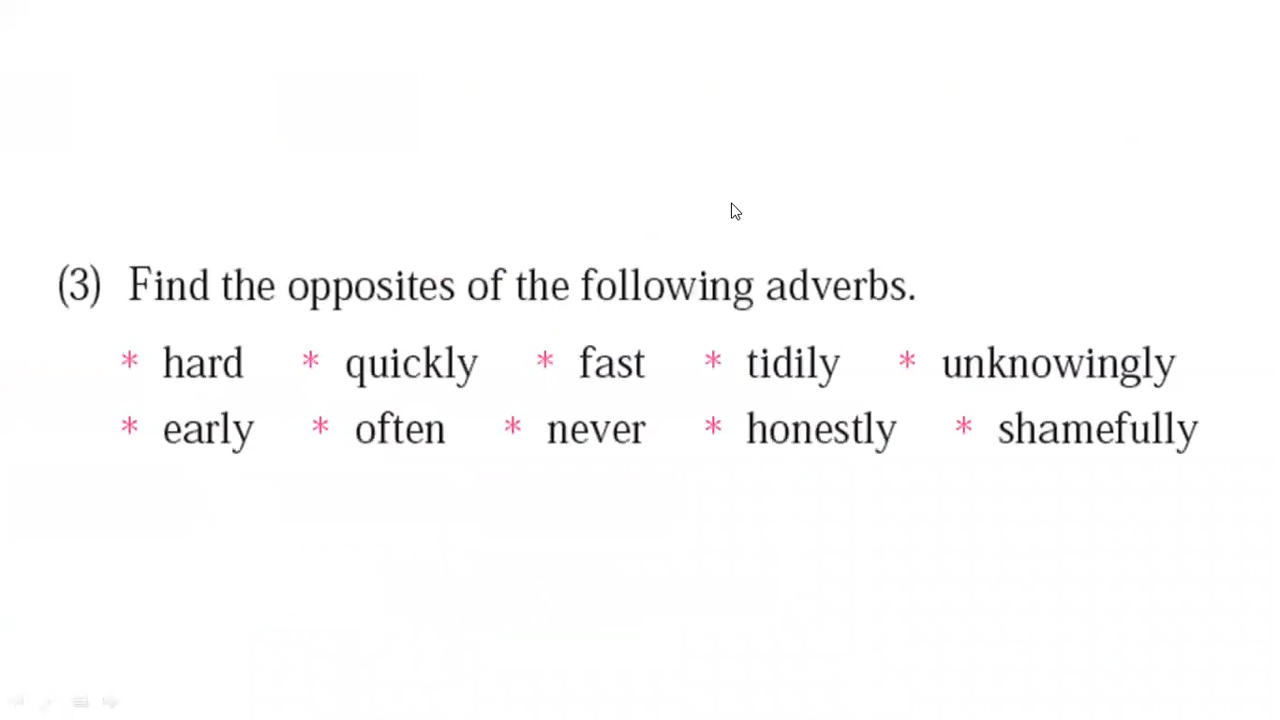 (3) Find the opposites of the following adverbs.
* hard * quickly * fast * tidily * unknowingly
* early * often * never * honestly * shamefully